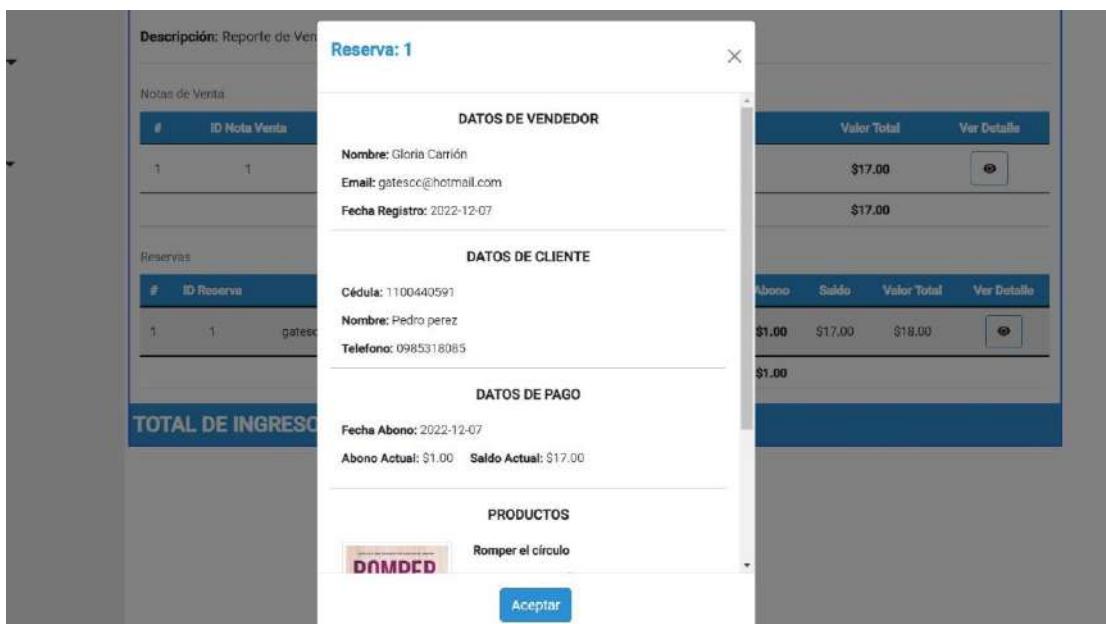 Descripción: Reporte de Ven
Notas de Venta
# ID Nota Venta Valor Total Ver Detalle
1 1 $17.00
$17.00
Reservas
# ID Reserva Abono Saldo Valor Total Ver Detalle
1 1 gatesc $1.00 $17.00 $18.00
$1.00
TOTAL DE INGRESO
Reserva: 1
DATOS DE VENDEDOR
Nombre: Gloria Carrión
Email: gatescc@hotmail.com
Fecha Registro: 2022-12-07
DATOS DE CLIENTE
Cédula: 1100440591
Nombre: Pedro perez
Telefono: 0985318085
DATOS DE PAGO
Fecha Abono: 2022-12-07
Abono Actual: $1.00 Saldo Actual: $17.00
PRODUCTOS
Romper el círculo
ROMPER
Aceptar